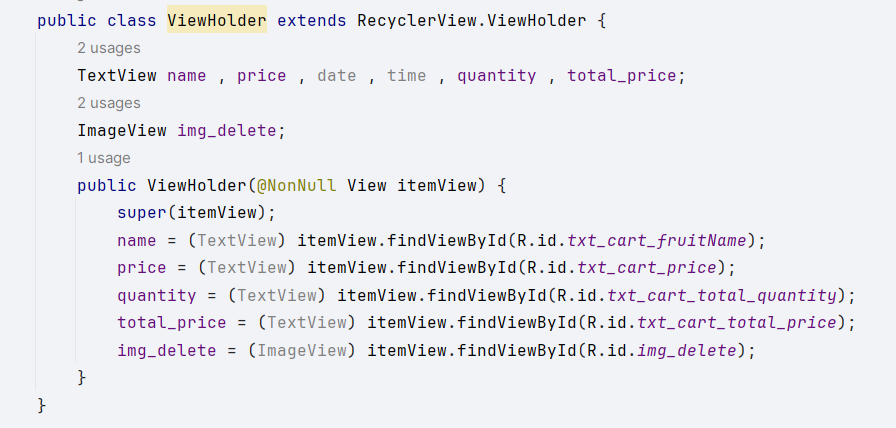 public class ViewHolder extends RecyclerView.ViewHolder {
2 usages
TextView name , price , date , time , quantity , total_price;
2 usages
ImageView img_delete;
1 usage
public ViewHolder(@NonNull View itemView) {
super(itemView);
name = (TextView) itemView.findViewById(R.id.txt_cart_fruitName);
price = (TextView) itemView.findViewById(R.id.txt_cart_price);
quantity = (TextView) itemView.findViewById(R.id.txt_cart_total_quantity);
total_price = (TextView) itemView.findViewById(R.id.txt_cart_total_price);
img_delete = (ImageView) itemView.findViewById(R.id.img_delete);
}
}